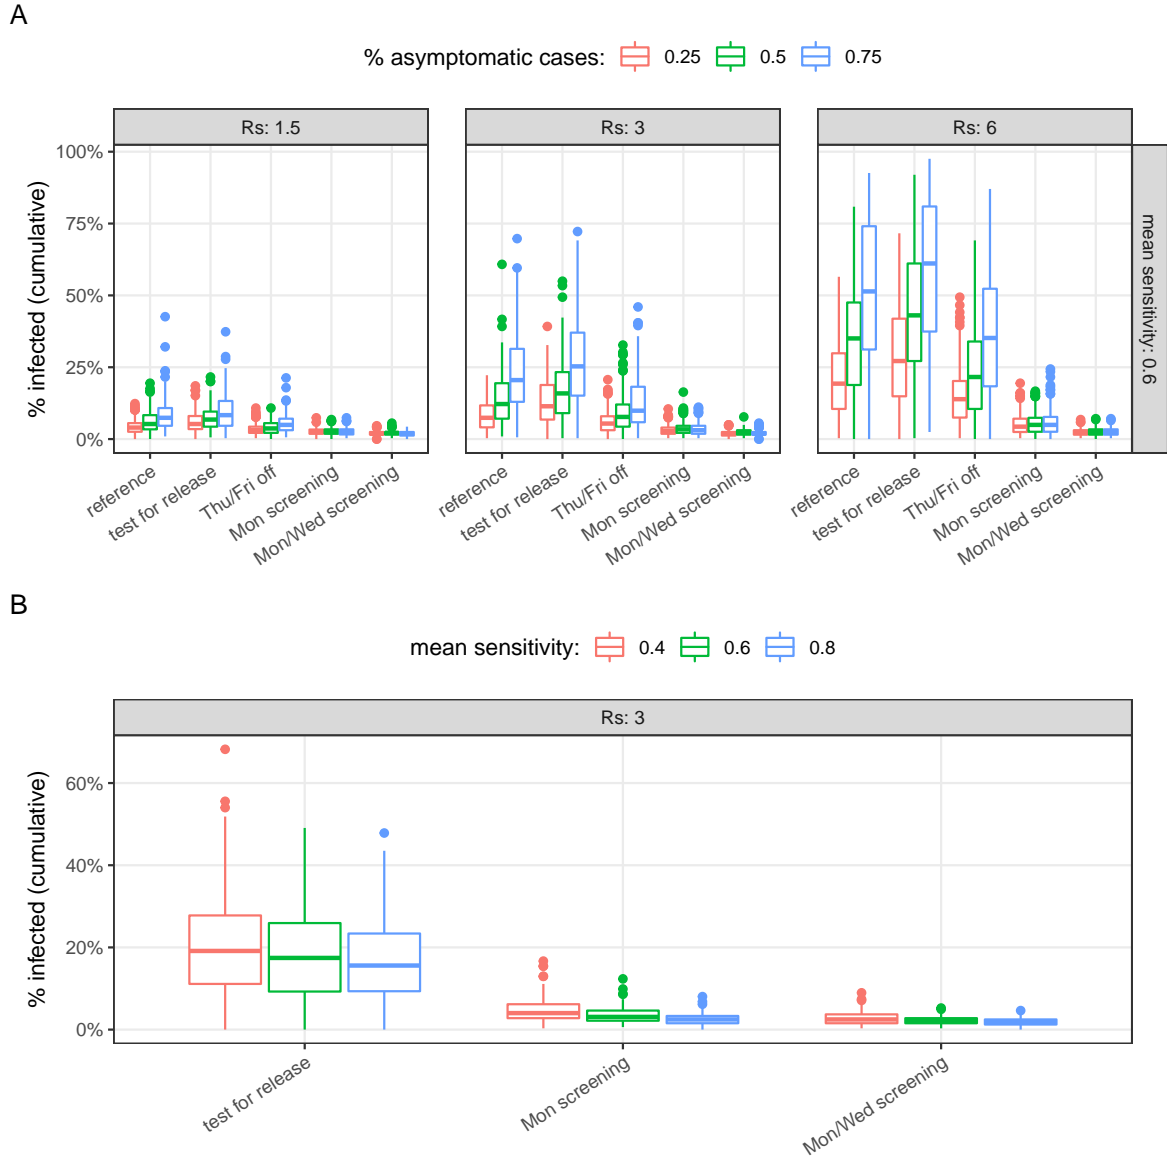 A
% asymptomatic cases: 0.25 0.5 0.75
Rs: 1.5 Rs: 3 Rs: 6
mean sensitivity: 0.6
% infected (cumulative)
100%
75%
50%
25%
0%
reference test for release Thu/Fri off Mon screening Mon/Wed screening
reference test for release Thu/Fri off Mon screening Mon/Wed screening
reference test for release Thu/Fri off Mon screening Mon/Wed screening
B
mean sensitivity: 0.4 0.6 0.8
Rs: 3
% infected (cumulative)
60%
40%
20%
0%
test for release Mon screening Mon/Wed screening